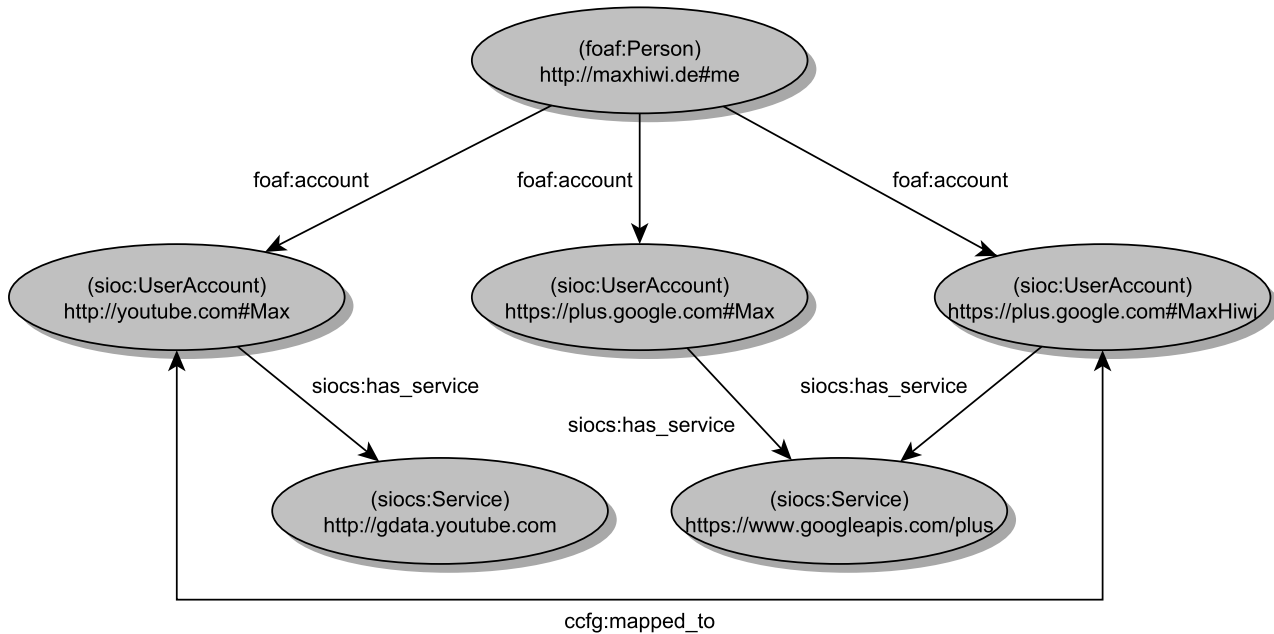 (foaf:Person)
http://maxhiwi.de#me
foaf:account
foaf:account
foaf:account
(sioc:UserAccount)
http://youtube.com#Max
(sioc:UserAccount)
https://plus.google.com#Max
(sioc:UserAccount)
https://plus.google.com#MaxHiwi
siocs:has_service
siocs:has_service
siocs:has_service
(siocs:Service)
http://gdata.youtube.com
(siocs:Service)
https://www.googleapis.com/plus
ccfg:mapped_to